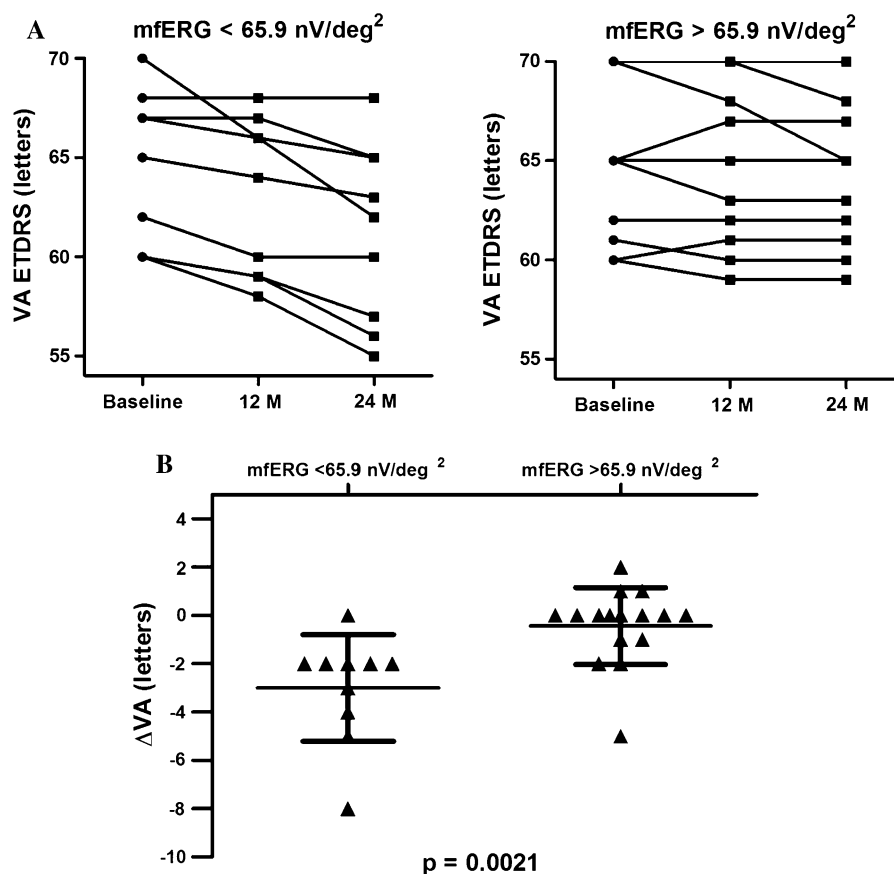 A
mfERG < 65.9 nV/deg²
mfERG > 65.9 nV/deg²
VA ETDRS (letters)
70
65
60
55
Baseline 12 M 24 M
VA ETDRS (letters)
70
65
60
55
Baseline 12 M 24 M
B
mfERG <65.9 nV/deg ²
mfERG >65.9 nV/deg ²
ΔVA (letters)
4
2
0
-2
-4
-6
-8
-10
p = 0.0021